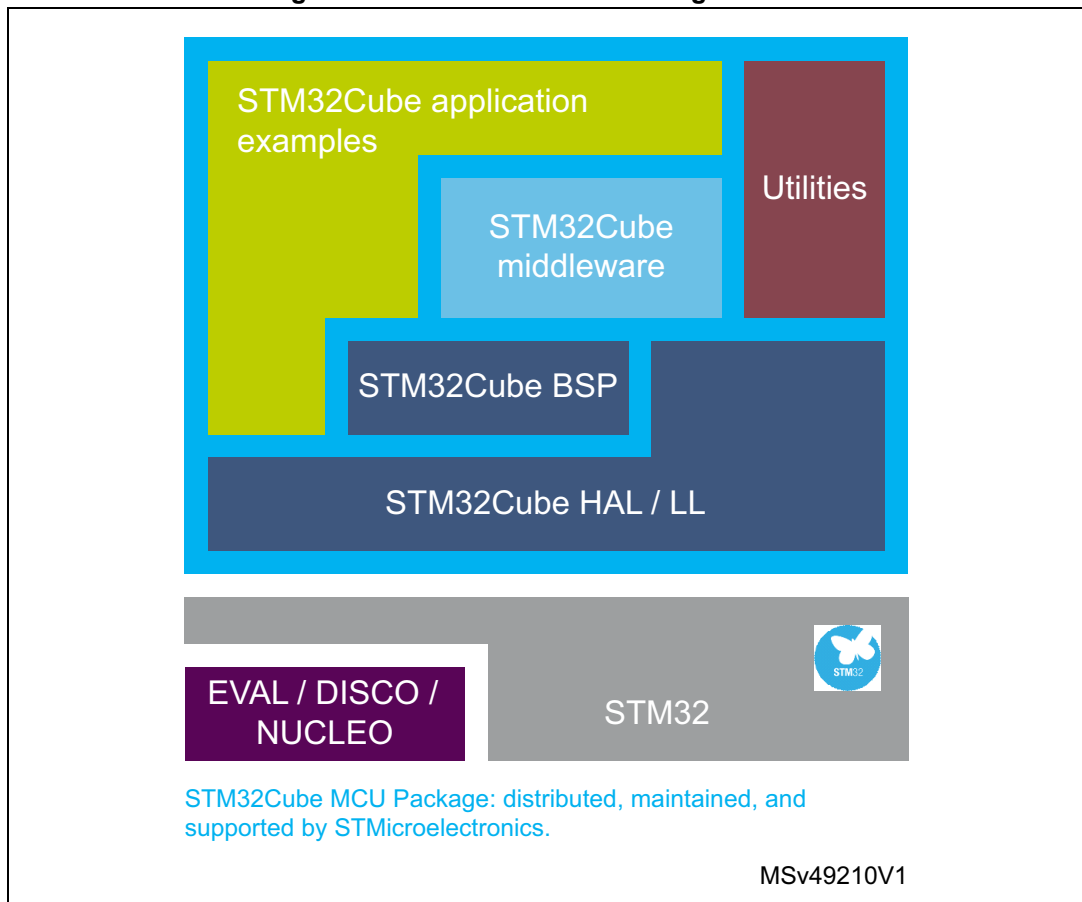 STM32Cube application
examples
Utilities
STM32Cube
middleware
STM32Cube BSP
STM32Cube HAL / LL
STM32
EVAL / DISCO /
NUCLEO
STM32
STM32Cube MCU Package: distributed, maintained, and
supported by STMicroelectronics.
MSv49210V1